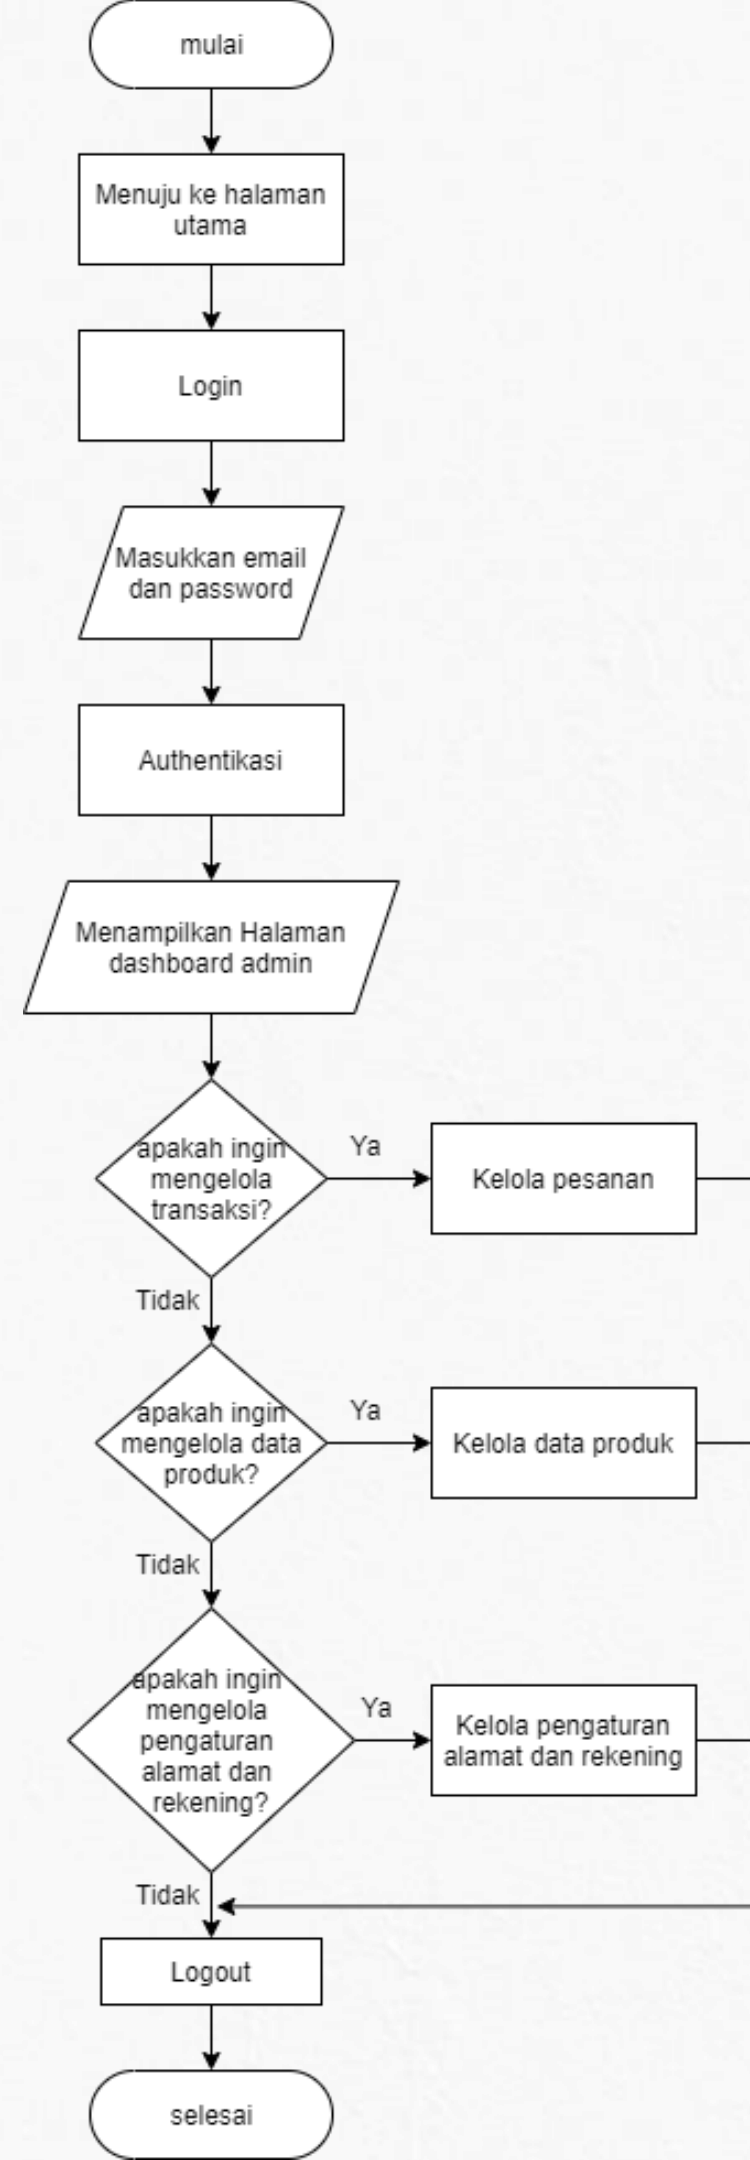 mulai
Menuju ke halaman
utama
Login
Masukkan email
dan password
Authentikasi
Menampilkan Halaman
dashboard admin
apakah ingin
mengelola
transaksi?
Ya
Kelola pesanan
Tidak
apakah ingin
mengelola data
produk?
Ya
Kelola data produk
Tidak
apakah ingin
mengelola
pengaturan
alamat dan
rekening?
Ya
Kelola pengaturan
alamat dan rekening
Tidak
Logout
selesai